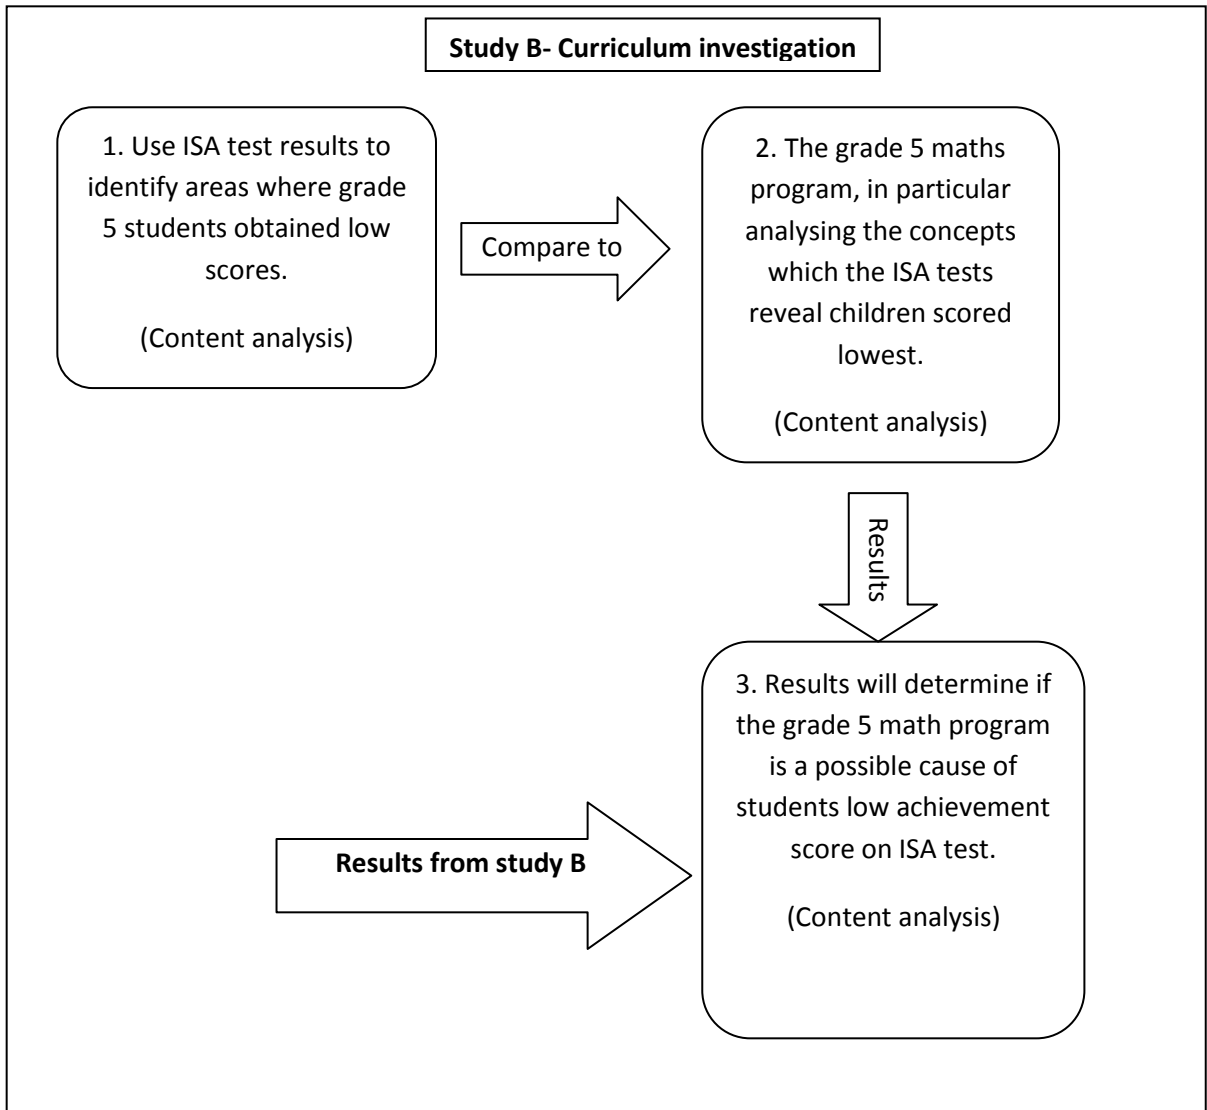 Study B- Curriculum investigation
1. Use ISA test results to
identify areas where grade
5 students obtained low
scores.
(Content analysis)
Compare to
2. The grade 5 maths
program, in particular
analysing the concepts
which the ISA tests
reveal children scored
lowest.
(Content analysis)
Results
3. Results will determine if
the grade 5 math program
is a possible cause of
students low achievement
score on ISA test.
(Content analysis)
Results from study B